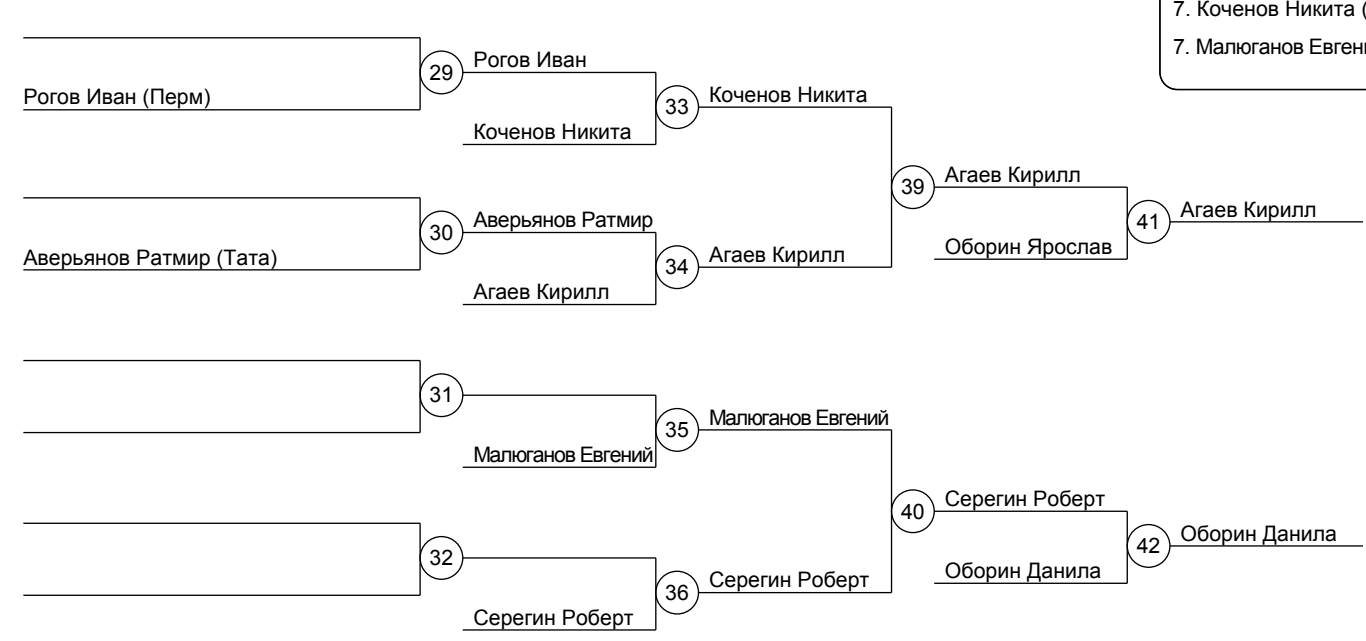 7. Коченов Никита (
7. Малюганов Евген
29
Рогов Иван
Рогов Иван (Перм)
33
Коченов Никита
Коченов Никита
39
Агаев Кирилл
30
Аверьянов Ратмир
Аверьянов Ратмир (Тата)
34
Агаев Кирилл
Агаев Кирилл
Оборин Ярослав
41
Агаев Кирилл
31
35
Малюганов Евгений
Малюганов Евгений
40
Серегин Роберт
32
36
Серегин Роберт
Серегин Роберт
Оборин Данила
42
Оборин Данила